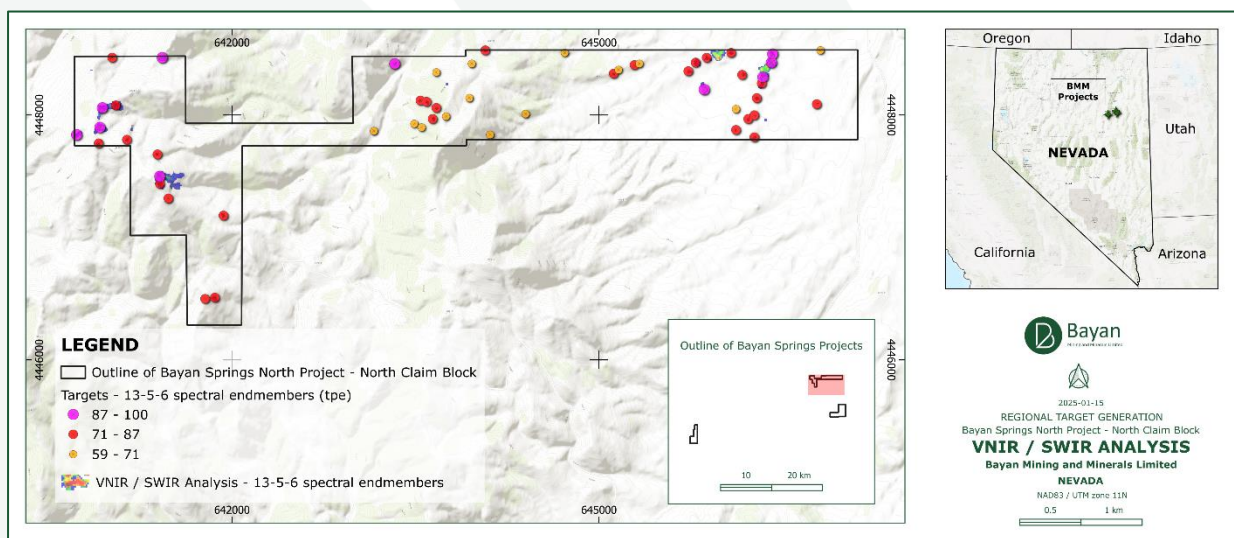 642000
645000
4448000
4448000
4446000
4446000
642000
645000
LEGEND
Outline of Bayan Springs North Project - North Claim Block
Targets - 13-5-6 spectral endmembers (tpe)
87 - 100
71 - 87
59 - 71
VNIR / SWIR Analysis - 13-5-6 spectral endmembers
Outline of Bayan Springs Projects
10 20 km
Oregon
Idaho
BMM
Projects
NEVADA
Utah
California
Arizona
Bayan
2025-01-15
REGIONAL TARGET GENERATION
Bayan Springs North Project - North Claim Block
VNIR / SWIR ANALYSIS
Bayan Mining and Minerals Limited
NEVADA
NAD83 / UTM zone 11N
0.5 1 km